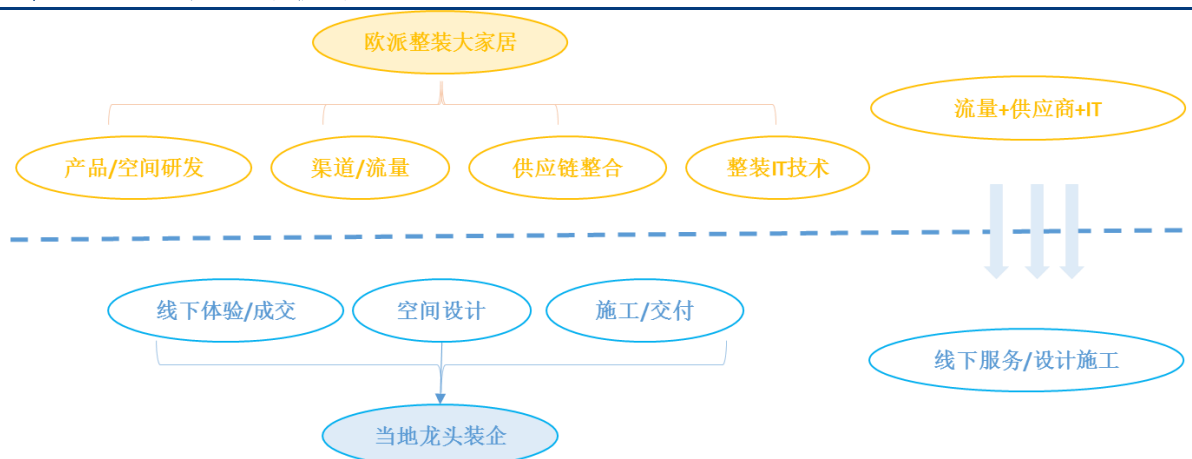 欧派整装大家居
流量+供应商+IT
产品/空间研发
渠道/流量
供应链整合
整装IT技术
线下体验/成交
空间设计
施工/交付
线下服务/设计施工
当地龙头装企